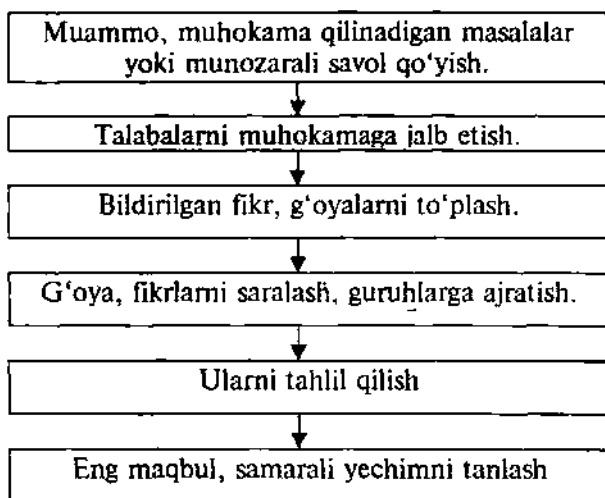 Muammo, muhokama qilinadigan masalalar
yoki munozarali savol qo‘yish.
Talabalarni muhokamaga jalb etish.
Bildirilgan fikr, g‘oyalarni to‘plash.
G‘oya, fikrlarni saralash, guruhlarga ajratish.
Ularni tahlil qilish
Eng maqbul, samarali yechimni tanlash